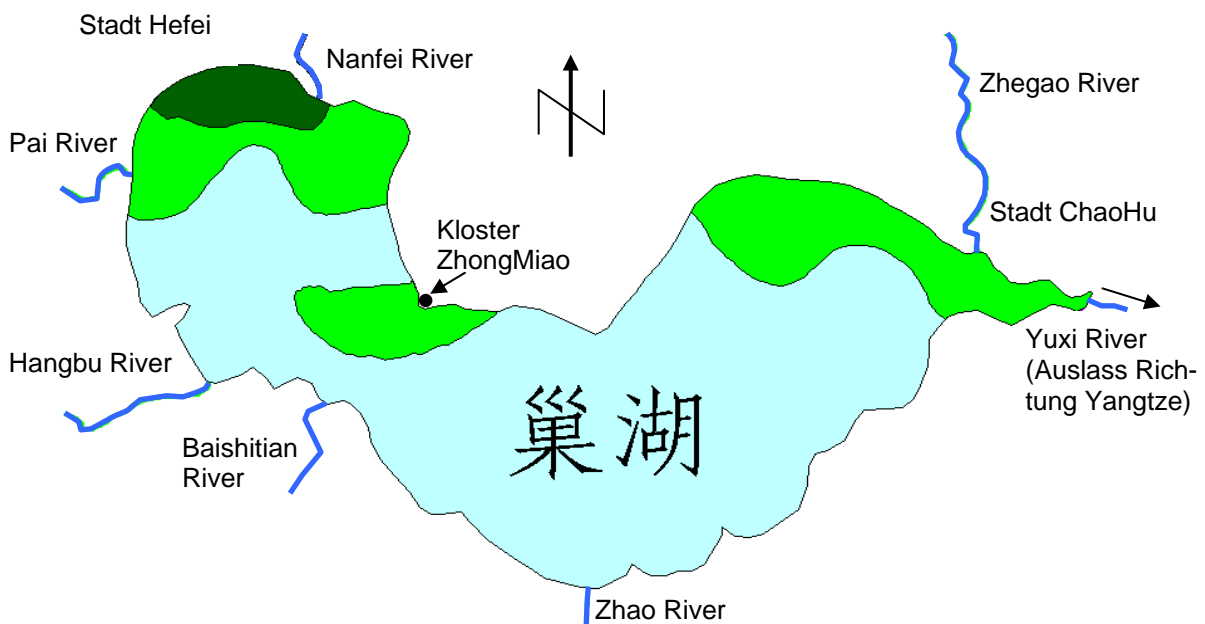 Stadt Hefei
Nanfei River
Zhegao River
Pai River
Stadt ChaoHu
Kloster
ZhongMiao
Yuxi River
(Auslass Rich-
tung Yangtze)
Hangbu River
巢湖
Baishitian
River
Zhao River